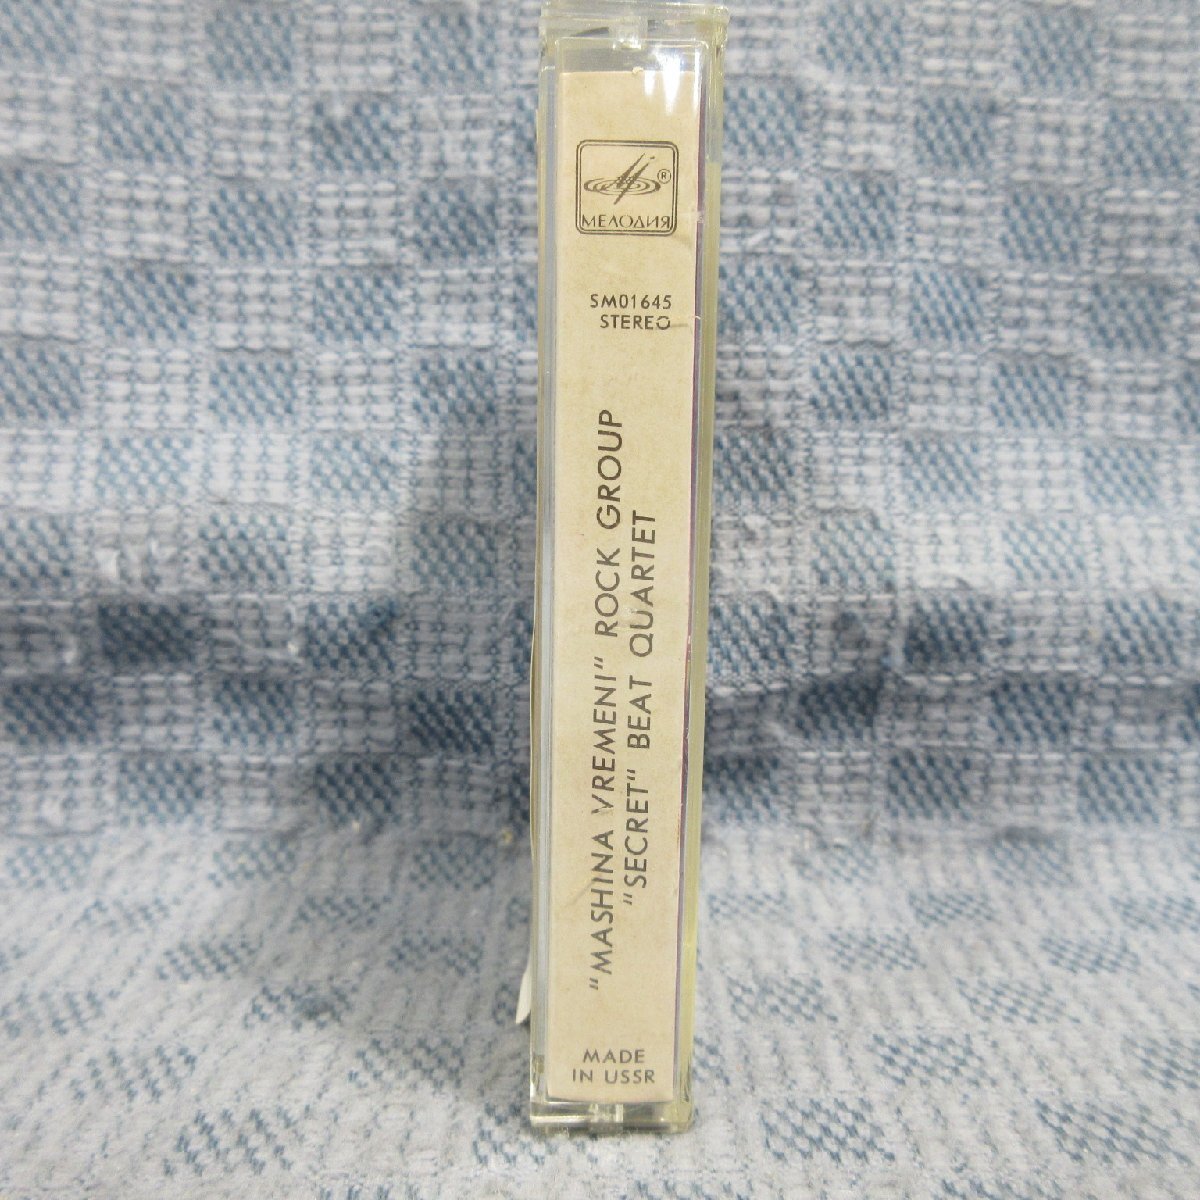 ®
МЕЛОДИЯ
SM01645
STEREO
"MASHINA VREMENI" ROCK GROUP
"SECRET" BEAT QUARTET
MADE
IN USSR